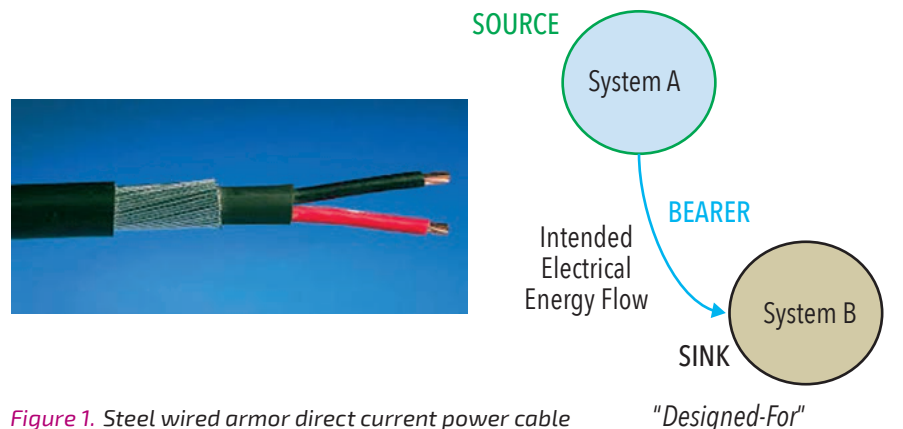 SOURCE
System A
BEARER
Intended
Electrical
Energy Flow
System B
SINK
Figure 1. Steel wired armor direct current power cable
"Designed-For"